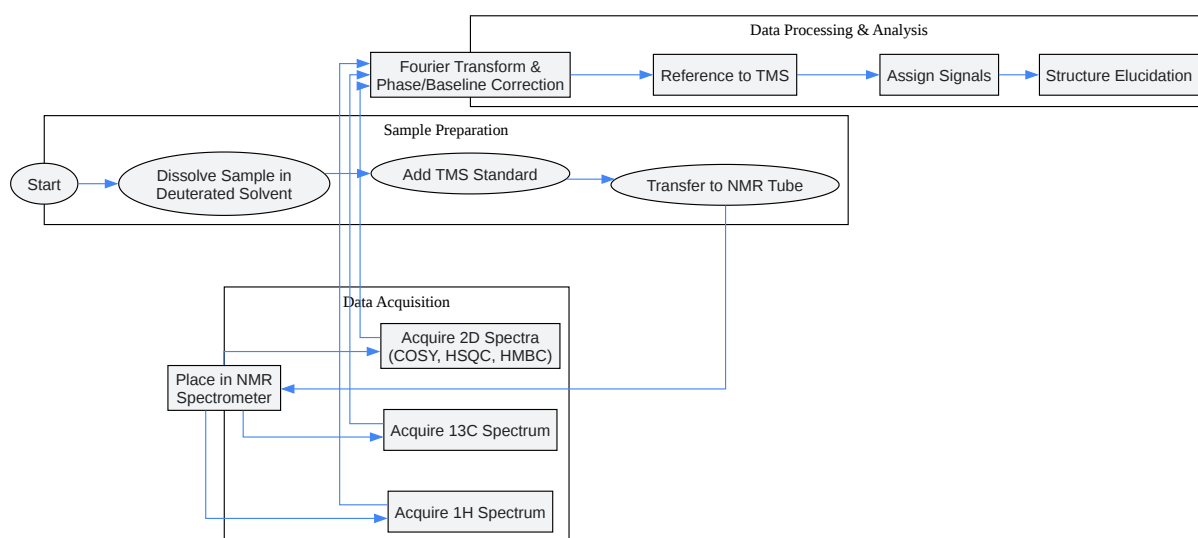 Data Processing & Analysis
Fourier Transform &
Phase/Baseline Correction
Reference to TMS
Assign Signals
Structure Elucidation
Sample Preparation
Start
Dissolve Sample in
Deuterated Solvent
Add TMS Standard
Transfer to NMR Tube
Data Acquisition
Acquire 2D Spectra
(COSY, HSQC, HMBC)
Place in NMR
Spectrometer
Acquire 13C Spectrum
Acquire 1H Spectrum